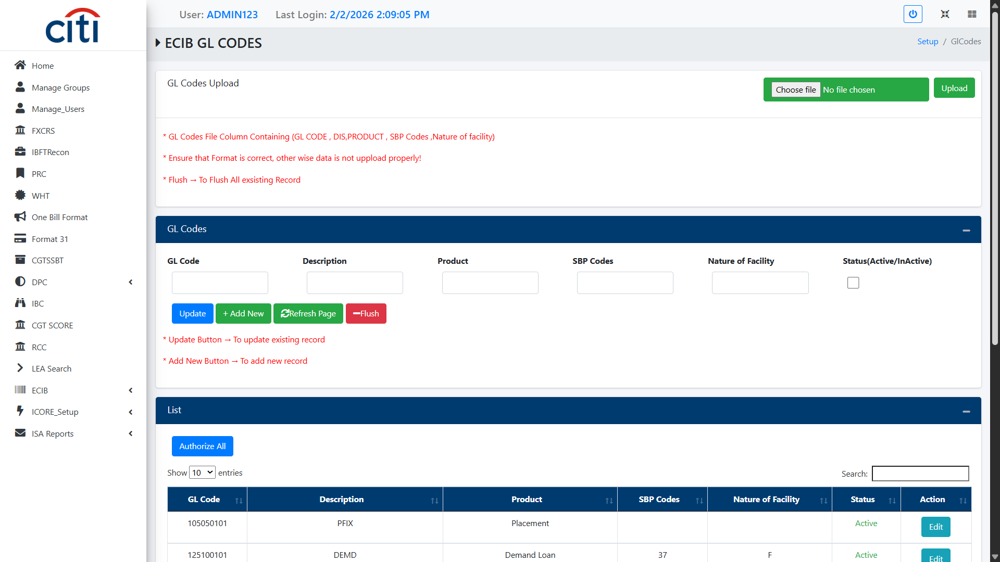 citi
User: ADMIN123 Last Login: 2/2/2026 2:09:05 PM
ECIB GL CODES
Setup / GlCodes
Home
Manage Groups
Manage_Users
FXCRS
IBFTRecon
PRC
WHT
One Bill Format
Format 31
CGTSSBT
DPC
IBC
CGT SCORE
RCC
LEA Search
ECIB
ICORE_Setup
ISA Reports
GL Codes Upload
Choose file No file chosen Upload
* GL Codes File Column Containing (GL CODE , DIS,PRODUCT , SBP Codes ,Nature of facility)
* Ensure that Format is correct, other wise data is not uppload properly!
* Flush → To Flush All exsisting Record
GL Codes
GL Code Description Product SBP Codes Nature of Facility Status(Active/InActive)
Update + Add New Refresh Page Flush
* Update Button → To update existing record
* Add New Button → To add new record
List
Authorize All
Show 10 entries Search:
GL Code Description Product SBP Codes Nature of Facility Status Action
105050101 PFIX Placement Active Edit
125100101 DEMD Demand Loan 37 F Active Edit